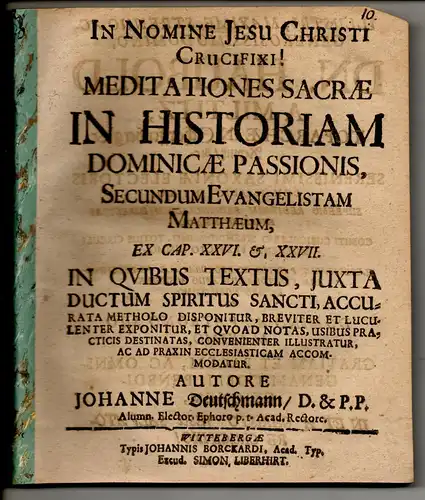 10.
IN NOMINE JESU CHRISTI
CRUCIFIXI!
MEDITATIONES SACRÆ
IN HISTORIAM
DOMINICÆ PASSIONIS,
SECUNDUM EVANGELISTAM
MATTHÆUM,
EX CAP. XXVI. &, XXVII.
IN QVIBUS TEXTUS, JUXTA
DUCTUM SPIRITUS SANCTI, ACCU-
RATA METHOLO DISPONITUR, BREVITER ET LUCU-
LENTER EXPONITUR, ET QVOAD NOTAS, USIBUS PRA-
CTICIS DESTINATAS, CONVENIENTER ILLUSTRATUR,
AC AD PRAXIN ECCLESIASTICAM ACCOM-
MODATUR.
AUTORE
JOHANNE Deutschmann/ D. & P.P.
Alumn. Elector. Ephoro p. t. Acad. Rectore.
WITTEBERGÆ
Typis JOHANNIS BORCKARDI, Acad. Typ.
Excud. SIMON LIBERHIRT.